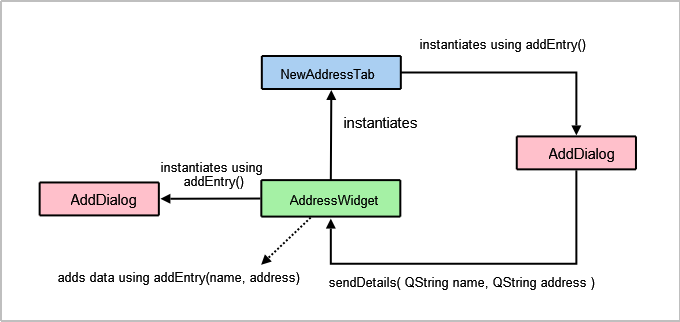 instantiates using addEntry()
NewAddressTab
instantiates
AddDialog
instantiates using
addEntry()
AddDialog
AddressWidget
adds data using addEntry(name, address)
sendDetails( QString name, QString address )